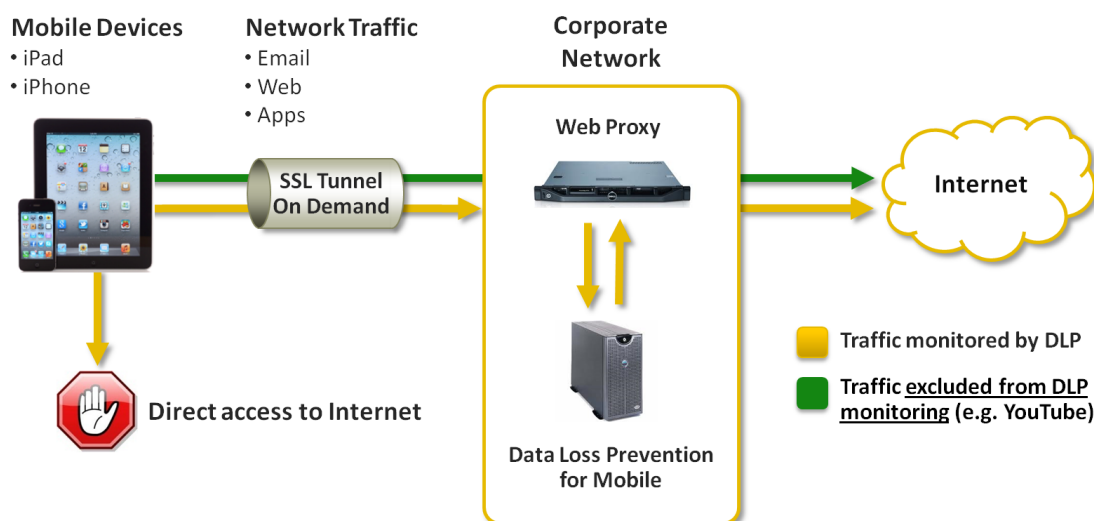 Mobile Devices
• iPad
• iPhone
Network Traffic
• Email
• Web
• Apps
Corporate
Network
Web Proxy
SSL Tunnel
On Demand
Internet
Direct access to Internet
Data Loss Prevention
for Mobile
Traffic monitored by DLP
Traffic excluded from DLP
monitoring (e.g. YouTube)